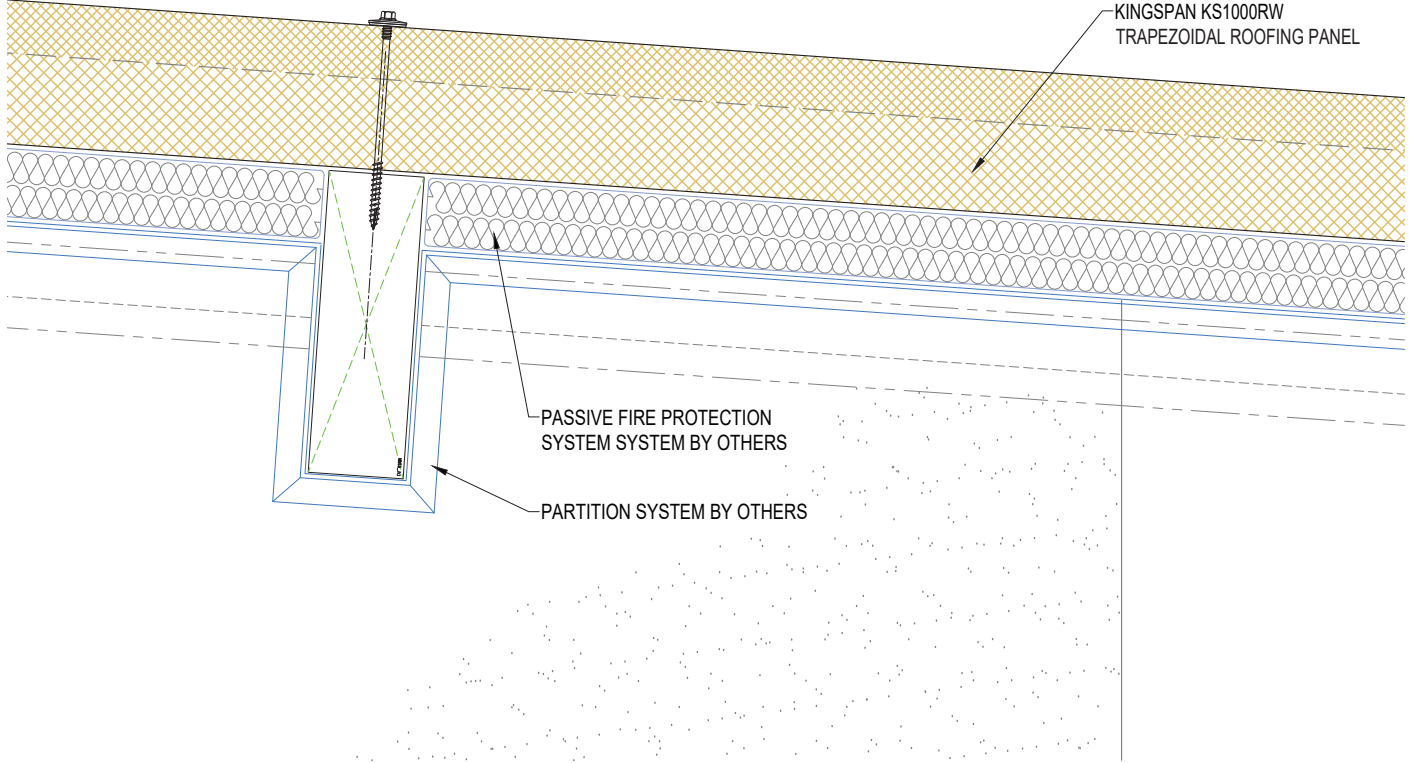 KINGSPAN KS1000RW
TRAPEZOIDAL ROOFING PANEL
PASSIVE FIRE PROTECTION
SYSTEM SYSTEM BY OTHERS
PARTITION SYSTEM BY OTHERS